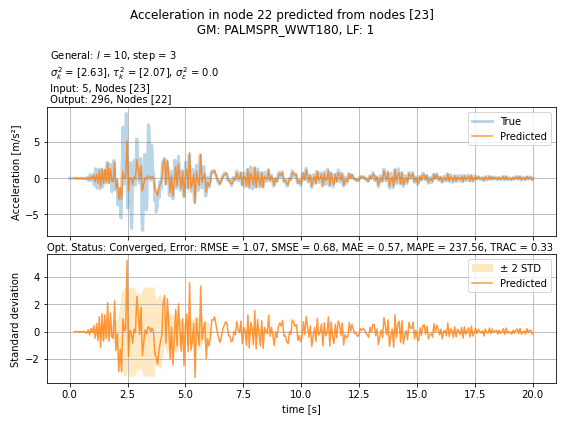 Acceleration in node 22 predicted from nodes [23]
GM: PALMSPR_WWT180, LF: 1
General: l = 10, step = 3
σ²ₖ = [2.63], τ²ₖ = [2.07], σ²ε = 0.0
Input: 5, Nodes [23]
Output: 296, Nodes [22]
Acceleration [m/s²]
5
0
−5
True
Predicted
Opt. Status: Converged, Error: RMSE = 1.07, SMSE = 0.68, MAE = 0.57, MAPE = 237.56, TRAC = 0.33
Standard deviation
4
2
0
−2
± 2 STD
Predicted
0.0 2.5 5.0 7.5 10.0 12.5 15.0 17.5 20.0
time [s]